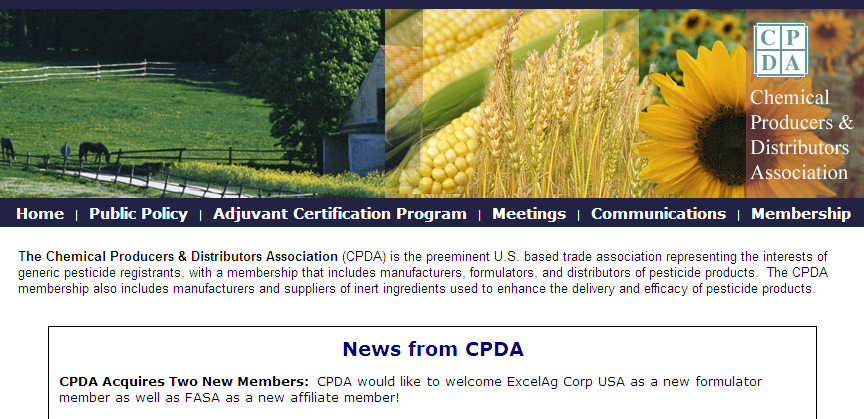 C P
D A
Chemical
Producers &
Distributors
Association
Home | Public Policy | Adjuvant Certification Program | Meetings | Communications | Membership
The Chemical Producers & Distributors Association (CPDA) is the preeminent U.S. based trade association representing the interests of
generic pesticide registrants, with a membership that includes manufacturers, formulators, and distributors of pesticide products. The CPDA
membership also includes manufacturers and suppliers of inert ingredients used to enhance the delivery and efficacy of pesticide products.
News from CPDA
CPDA Acquires Two New Members: CPDA would like to welcome ExcelAg Corp USA as a new formulator
member as well as FASA as a new affiliate member!